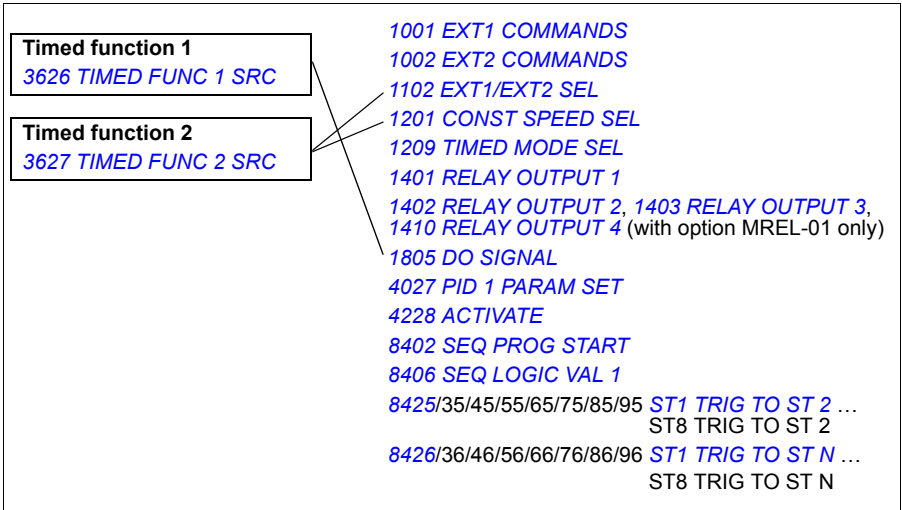 Timed function 1
3626 TIMED FUNC 1 SRC
Timed function 2
3627 TIMED FUNC 2 SRC
1001 EXT1 COMMANDS
1002 EXT2 COMMANDS
1102 EXT1/EXT2 SEL
1201 CONST SPEED SEL
1209 TIMED MODE SEL
1401 RELAY OUTPUT 1
1402 RELAY OUTPUT 2, 1403 RELAY OUTPUT 3,
1410 RELAY OUTPUT 4 (with option MREL-01 only)
1805 DO SIGNAL
4027 PID 1 PARAM SET
4228 ACTIVATE
8402 SEQ PROG START
8406 SEQ LOGIC VAL 1
8425/35/45/55/65/75/85/95 ST1 TRIG TO ST 2 …
ST8 TRIG TO ST 2
8426/36/46/56/66/76/86/96 ST1 TRIG TO ST N …
ST8 TRIG TO ST N